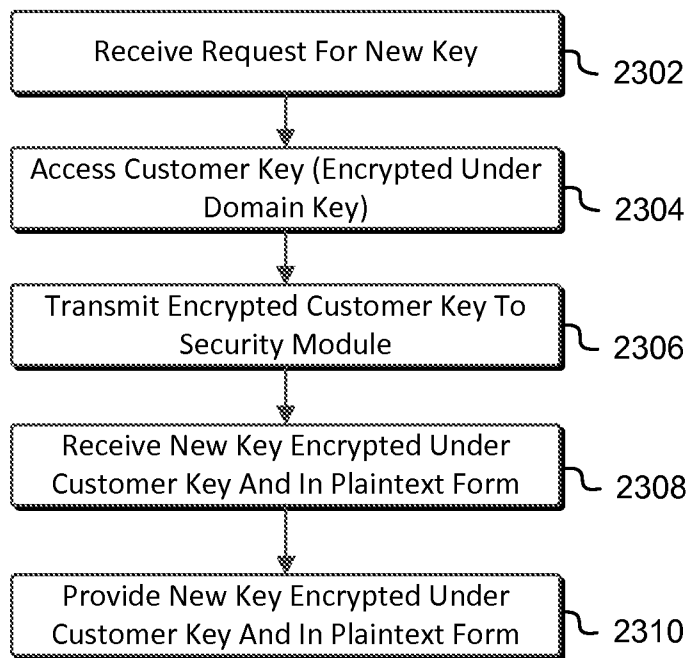 Receive Request For New Key
2302
Access Customer Key (Encrypted Under
Domain Key)
2304
Transmit Encrypted Customer Key To
Security Module
2306
Receive New Key Encrypted Under
Customer Key And In Plaintext Form
2308
Provide New Key Encrypted Under
Customer Key And In Plaintext Form
2310